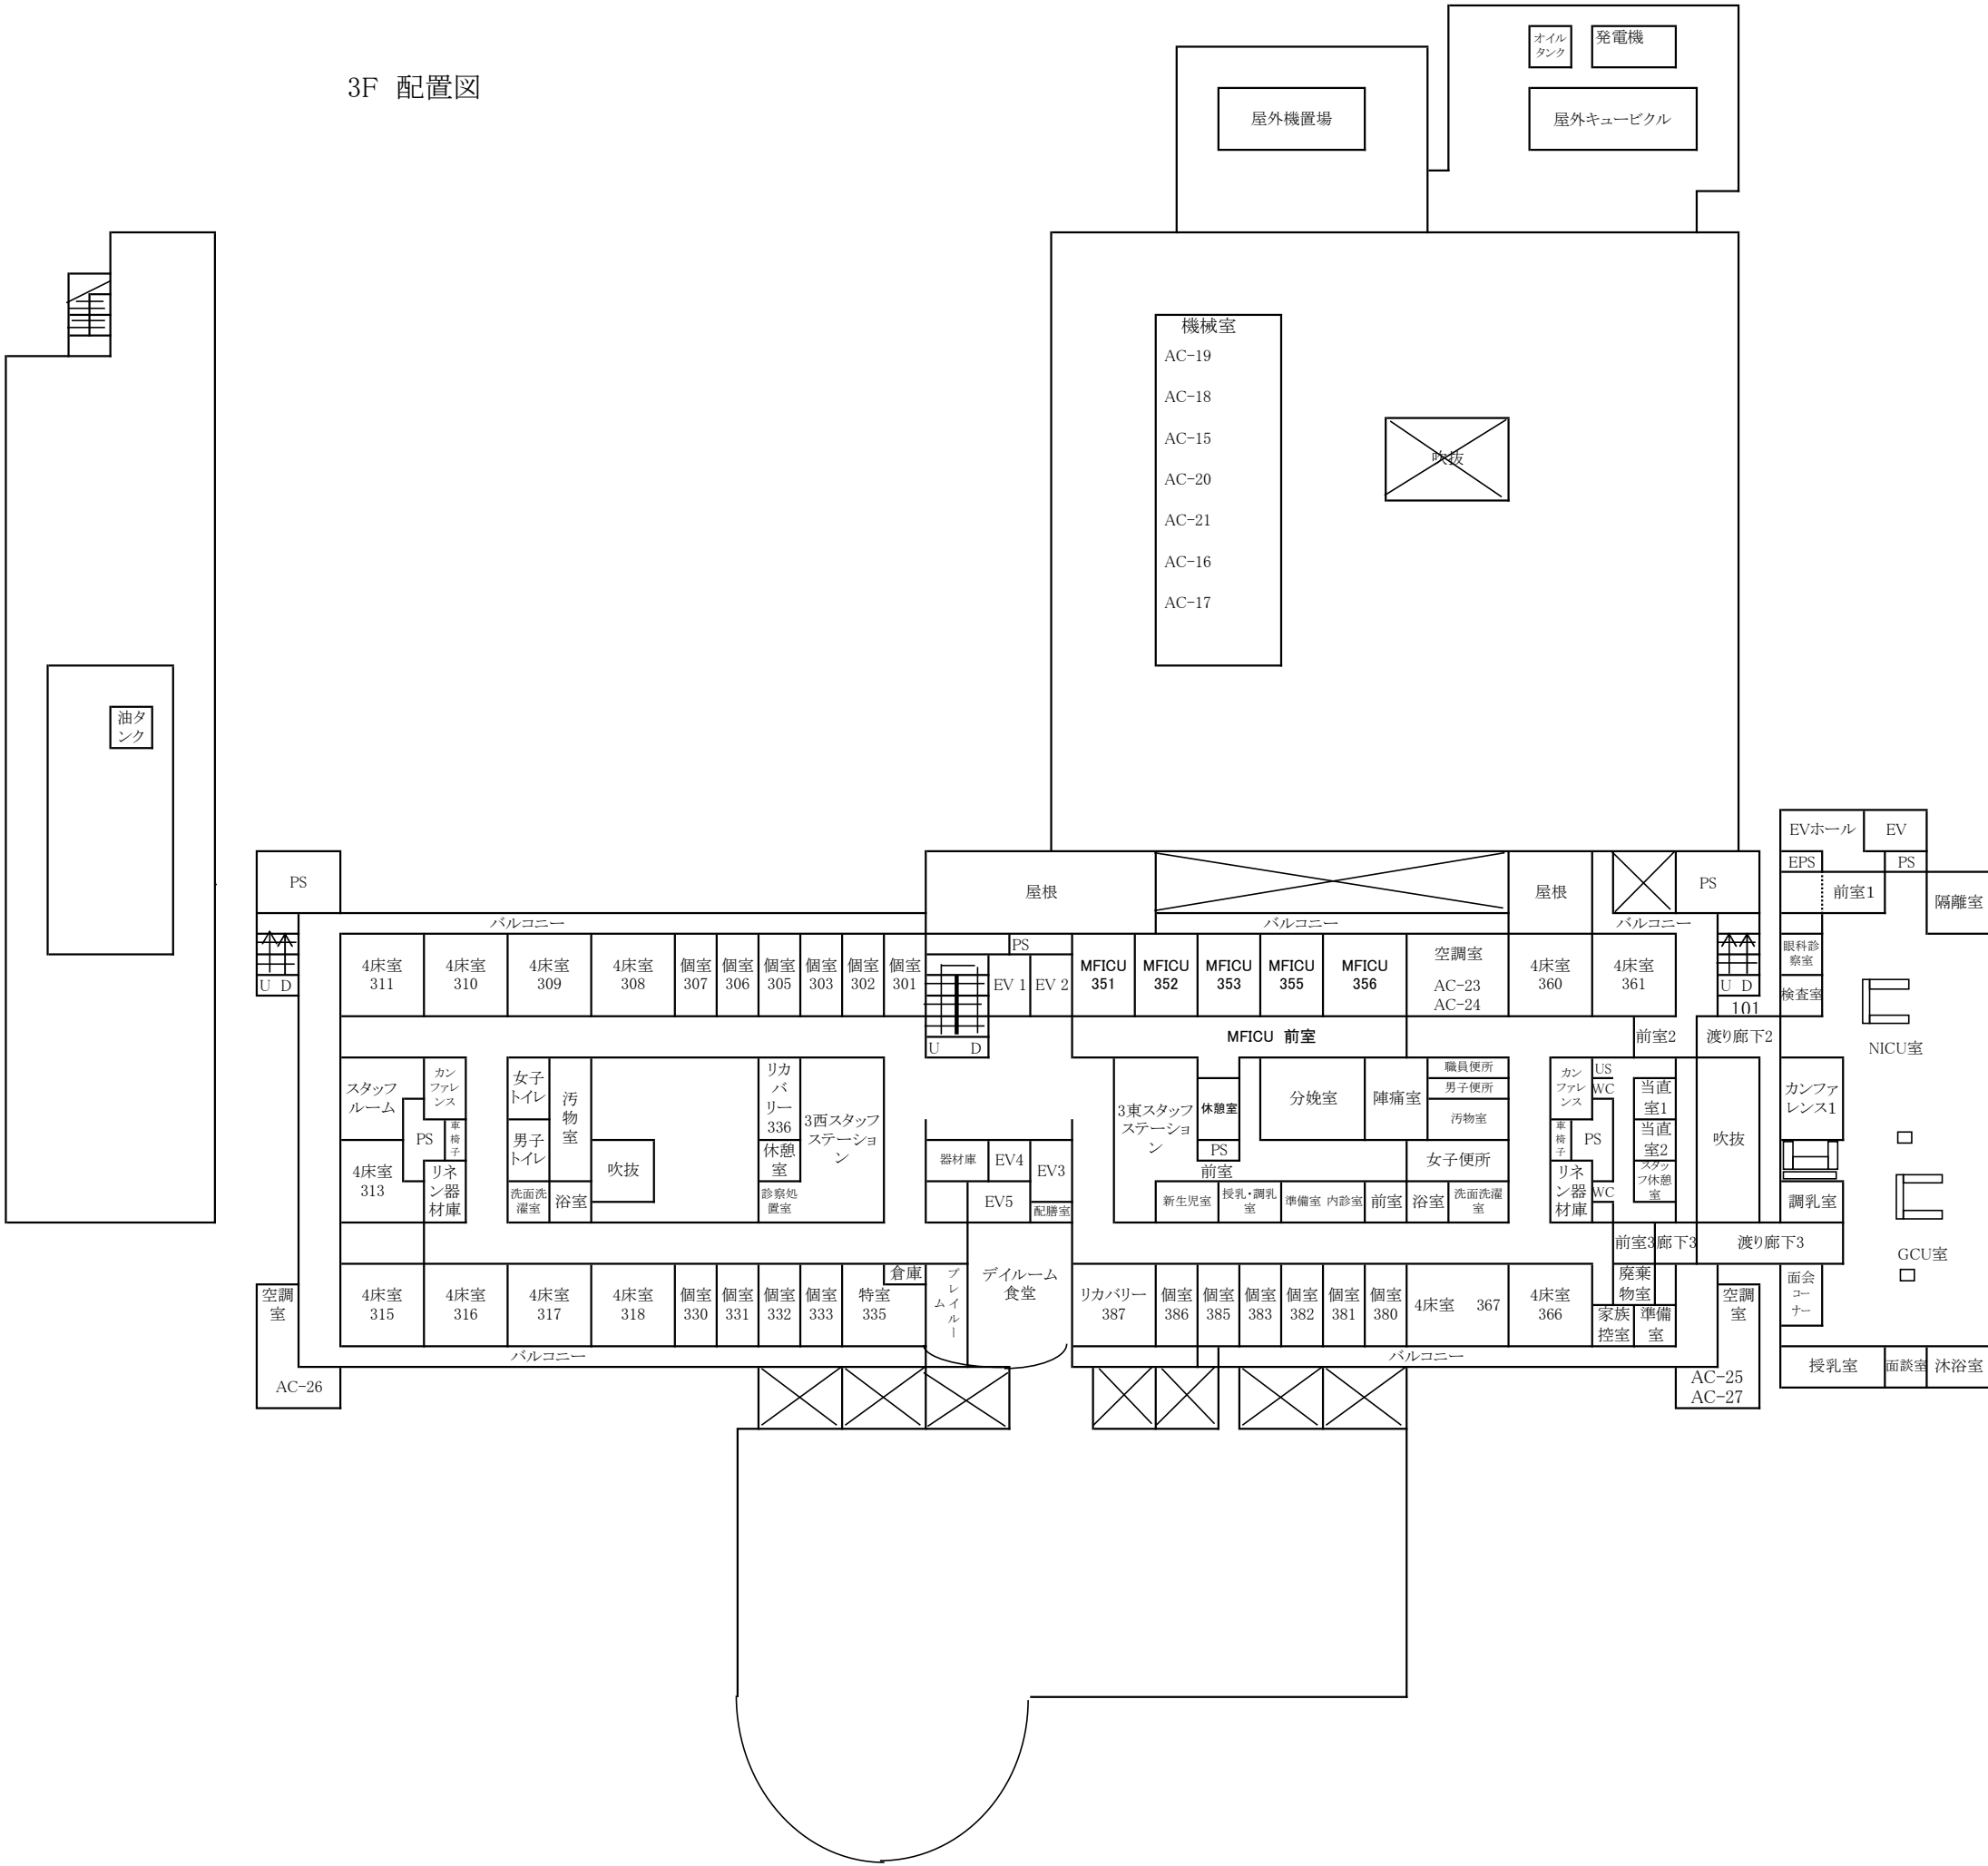 3F 配置図
オイル
タンク
発電機
屋外機置場
屋外キュービクル
機械室
AC-19
AC-18
AC-15
AC-20
AC-21
AC-16
AC-17
吹抜
油タ
ンク
EVホール
EV
EPS
PS
前室1
隔離室
PS
屋根
屋根
PS
バルコニー
バルコニー
バルコニー
U D
4床室
311
4床室
310
4床室
309
4床室
308
個室
307
個室
306
個室
305
個室
303
個室
302
個室
301
PS
EV 1
EV 2
U D
MFICU
351
MFICU
352
MFICU
353
MFICU
355
MFICU
356
空調室
AC-23
AC-24
4床室
360
4床室
361
U D
101
眼科診
察室
検査室
MFICU 前室
前室2
渡り廊下2
NICU室
スタッフ
ルーム
カン
ファレ
ンス
PS
車
椅
子
4床室
313
リネ
ン器
材庫
女子
トイレ
男子
トイレ
汚
物
室
洗面洗
濯室
浴室
吹抜
リカ
バ
リー
336
休憩
室
診察処
置室
3西スタッフ
ステーショ
ン
器材庫
EV4
EV3
EV5
配膳室
3東スタッフ
ステーショ
ン
休憩室
PS
前室
分娩室
陣痛室
職員便所
男子便所
汚物室
女子便所
新生児室
授乳・調乳
室
準備室
内診室
前室
浴室
洗面洗濯
室
カン
ファレ
ンス
US
WC
車
椅
子
PS
リネ
ン器
材庫
WC
当直
室1
当直
室2
スタッ
フ休憩
室
吹抜
カンファ
レンス1
調乳室
前室3
廊下3
渡り廊下3
GCU室
空調
室
AC-26
4床室
315
4床室
316
4床室
317
4床室
318
個室
330
個室
331
個室
332
個室
333
特室
335
倉庫
プレイルー
ム
デイルーム
食堂
リカバリー
387
個室
386
個室
385
個室
383
個室
382
個室
381
個室
380
4床室 367
4床室
366
廃棄
物室
家族
控室
準備
室
空調
室
AC-25
AC-27
面会
コー
ナー
授乳室
面談室
沐浴室
バルコニー
バルコニー